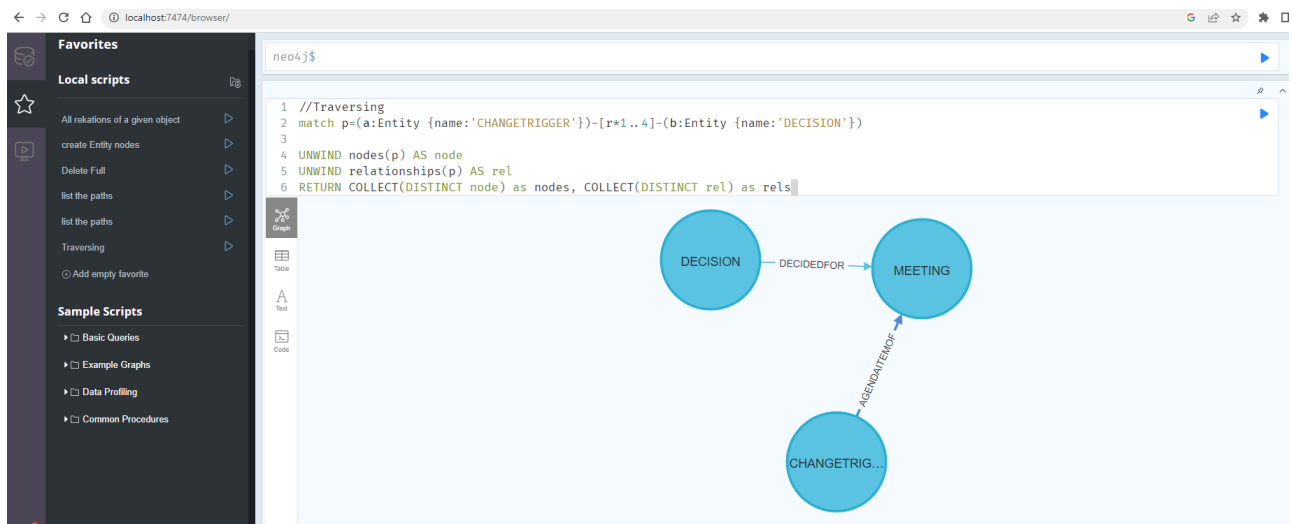 localhost:7474/browser/
Favorites
Local scripts
All rekations of a given object
create Entity nodes
Delete Full
list the paths
list the paths
Traversing
Add empty favorite
Sample Scripts
Basic Queries
Example Graphs
Data Profiling
Common Procedures
neo4j$
1 //Traversing
2 match p=(a:Entity {name:'CHANGETRIGGER'})-[r*1..4]-(b:Entity {name:'DECISION'})
3
4 UNWIND nodes(p) AS node
5 UNWIND relationships(p) AS rel
6 RETURN COLLECT(DISTINCT node) as nodes, COLLECT(DISTINCT rel) as rels
Graph
Table
A
Text
Code
DECISION
DECIDEDFOR
MEETING
AGENDAITEMOF
CHANGETRIG...